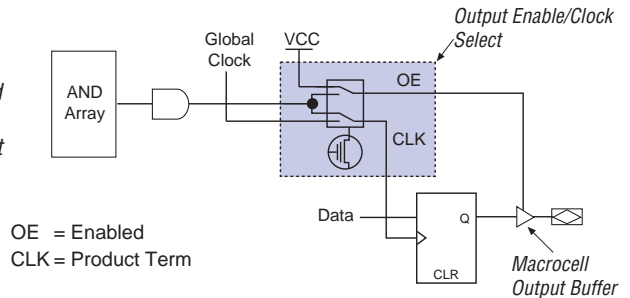 Output Enable/Clock
Select
Global
Clock
VCC
AND
Array
OE
CLK
Data
Q
CLR
OE = Enabled
CLK = Product Term
Macrocell
Output Buffer